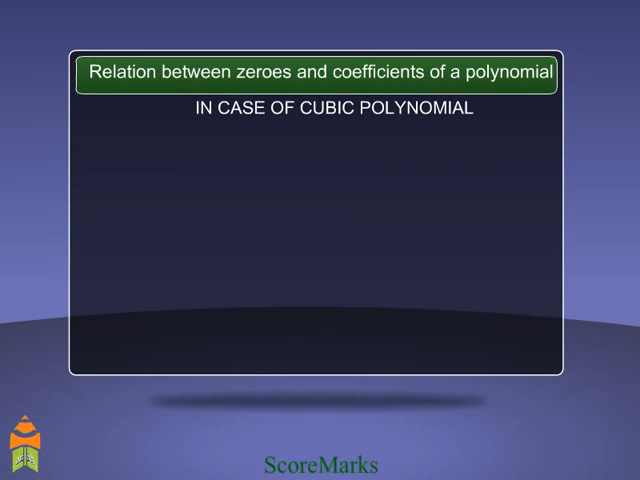 Relation between zeroes and coefficients of a polynomial
IN CASE OF CUBIC POLYNOMIAL
ScoreMarks